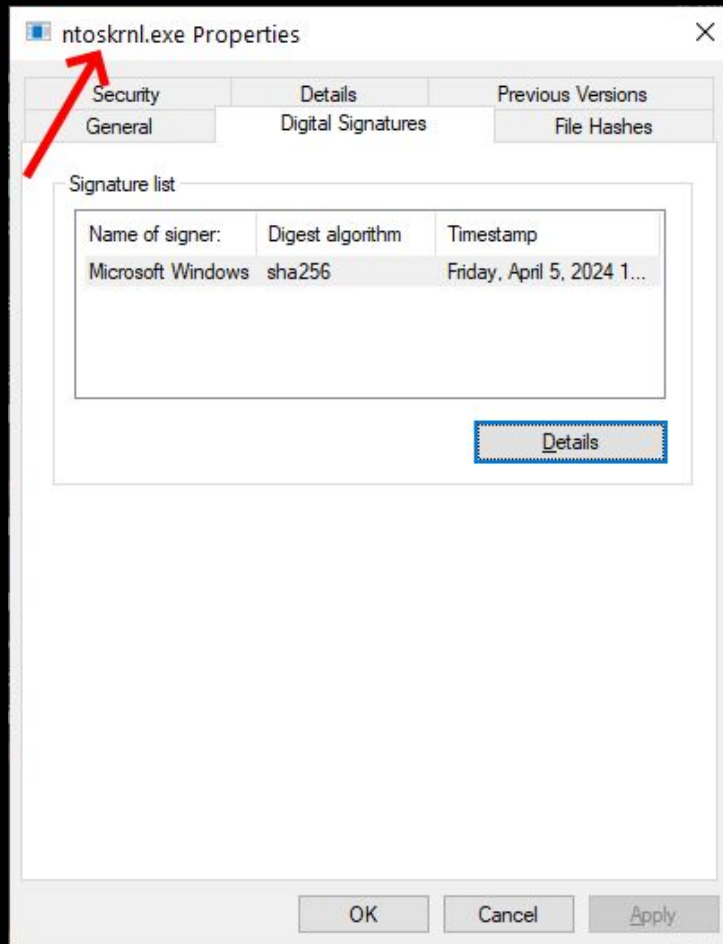 ntoskrnl.exe Properties
Security Details Previous Versions
General Digital Signatures File Hashes
Signature list
Name of signer: Digest algorithm Timestamp
Microsoft Windows sha256 Friday, April 5, 2024 1...
Details
OK Cancel Apply